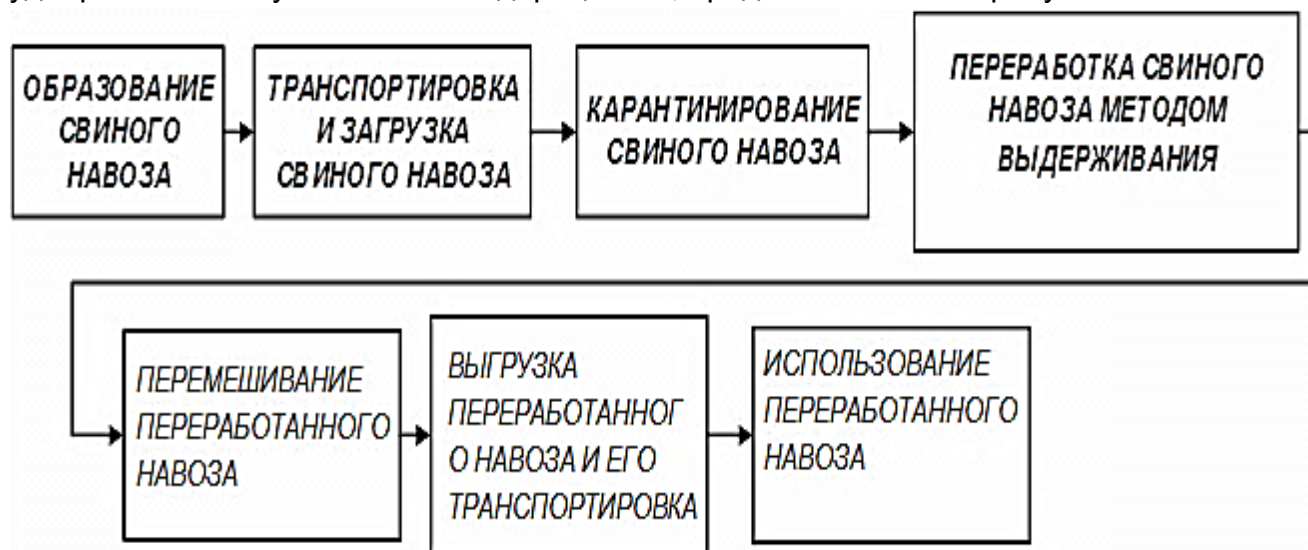 ОБРАЗОВАНИЕ
СВИНОГО
НАВОЗА
ТРАНСПОРТИРОВКА
И ЗАГРУЗКА
СВИНОГО НАВОЗА
КАРАНТИНИРОВАНИЕ
СВИНОГО НАВОЗА
ПЕРЕРАБОТКА СВИНОГО
НАВОЗА МЕТОДОМ
ВЫДЕРЖИВАНИЯ
ПЕРЕМЕШИВАНИЕ
ПЕРЕРАБОТАННОГО
НАВОЗА
ВЫГРУЗКА
ПЕРЕРАБОТАННОГ
О НАВОЗА И ЕГО
ТРАНСПОРТИРОВКА
ИСПОЛЬЗОВАНИЕ
ПЕРЕРАБОТАННОГО
НАВОЗА